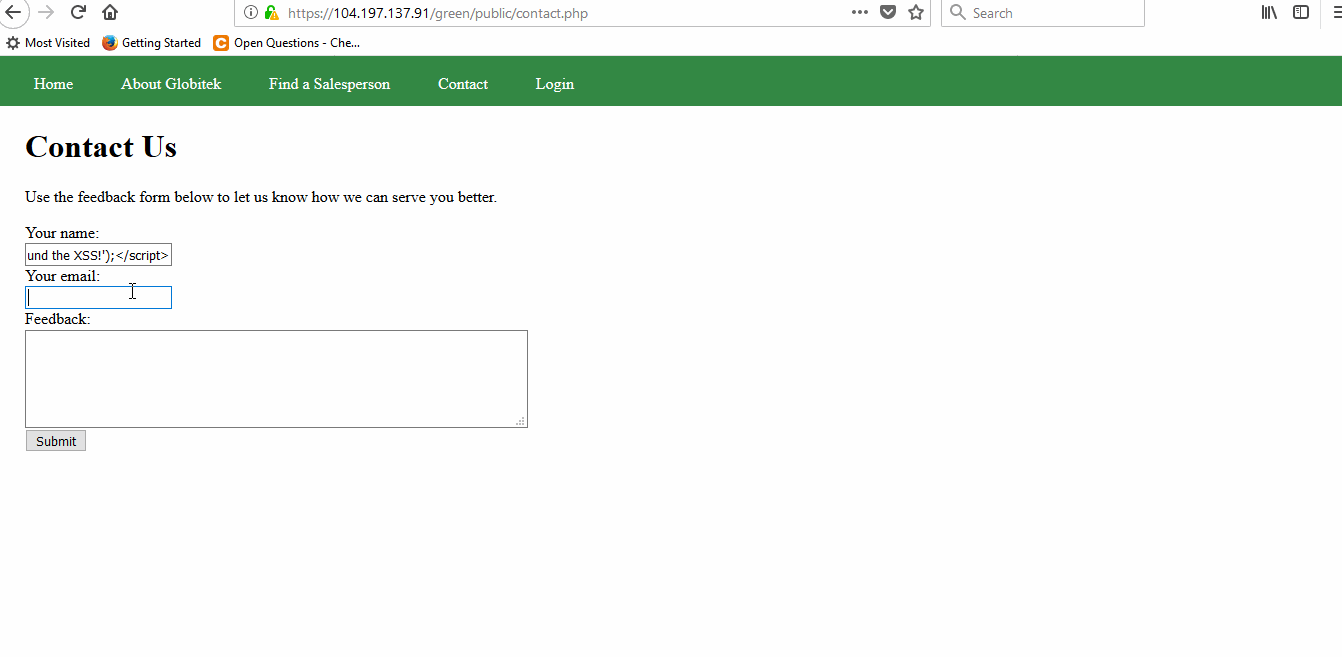 https://104.197.137.91/green/public/contact.php
Search
Most Visited Getting Started Open Questions - Che...
Home About Globitek Find a Salesperson Contact Login
Contact Us
Use the feedback form below to let us know how we can serve you better.
Your name:
und the XSS!');</script>
Your email:
Feedback:
Submit